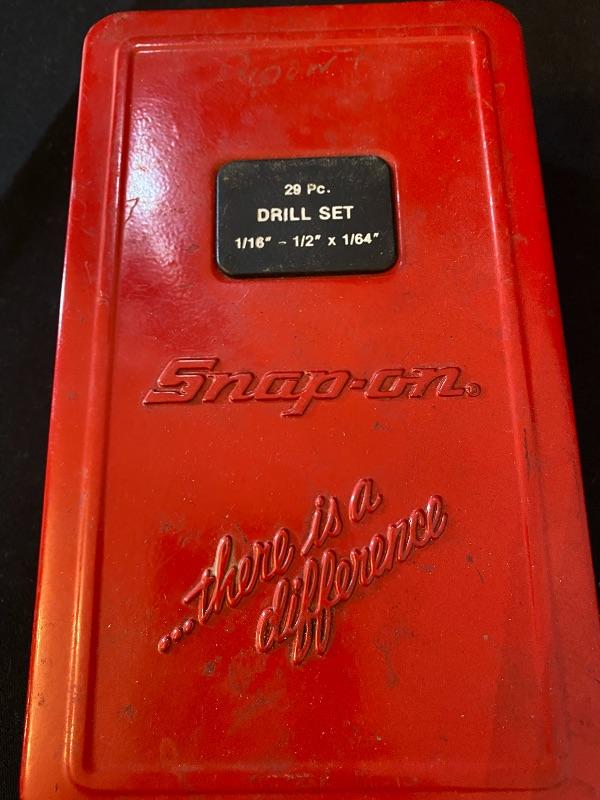 29 Pc.
DRILL SET
1/16" - 1/2" x 1/64"
Snap-on®
...there is a
difference